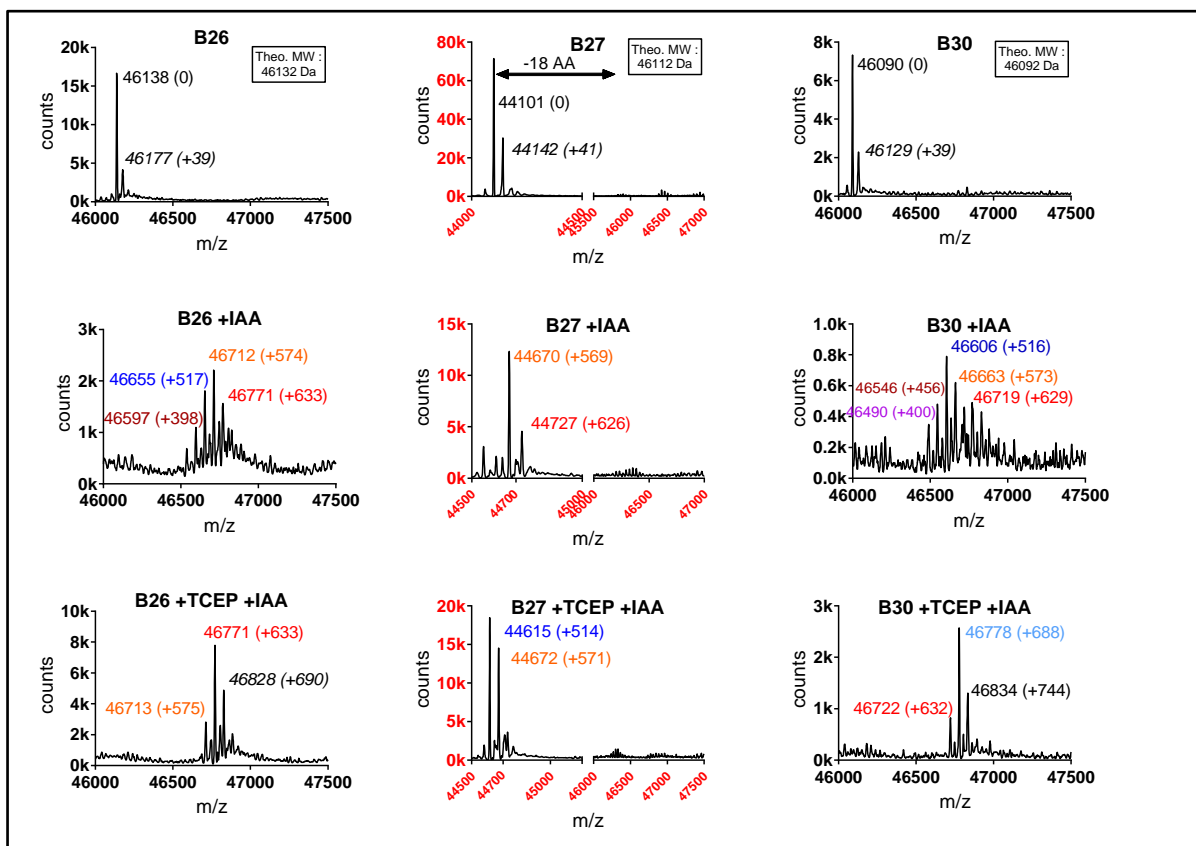 B26
Theo. MW :
46132 Da
20k
15k
10k
5k
0k
counts
46138 (0)
46177 (+39)
46000
46500
47000
47500
m/z
B27
Theo. MW :
46112 Da
-18 AA
80k
60k
40k
20k
0k
counts
44101 (0)
44142 (+41)
44000
44500
45500
46000
46500
47000
m/z
B30
Theo. MW :
46092 Da
8k
6k
4k
2k
0k
counts
46090 (0)
46129 (+39)
46000
46500
47000
47500
m/z
B26 +IAA
3k
2k
1k
0k
counts
46712 (+574)
46655 (+517)
46771 (+633)
46597 (+398)
46000
46500
47000
47500
m/z
B27 +IAA
15k
10k
5k
0k
counts
44670 (+569)
44727 (+626)
44500
44700
45000
46000
46500
47000
m/z
B30 +IAA
1.0k
0.8k
0.6k
0.4k
0.2k
0.0k
counts
46606 (+516)
46663 (+573)
46546 (+456)
46719 (+629)
46490 (+400)
46000
46500
47000
47500
m/z
B26 +TCEP +IAA
10k
8k
6k
4k
2k
0k
counts
46771 (+633)
46828 (+690)
46713 (+575)
46000
46500
47000
47500
m/z
B27 +TCEP +IAA
20k
15k
10k
5k
0k
counts
44615 (+514)
44672 (+571)
44500
44700
45000
46000
46500
47000
47500
m/z
B30 +TCEP +IAA
3k
2k
1k
0k
counts
46778 (+688)
46834 (+744)
46722 (+632)
46000
46500
47000
47500
m/z